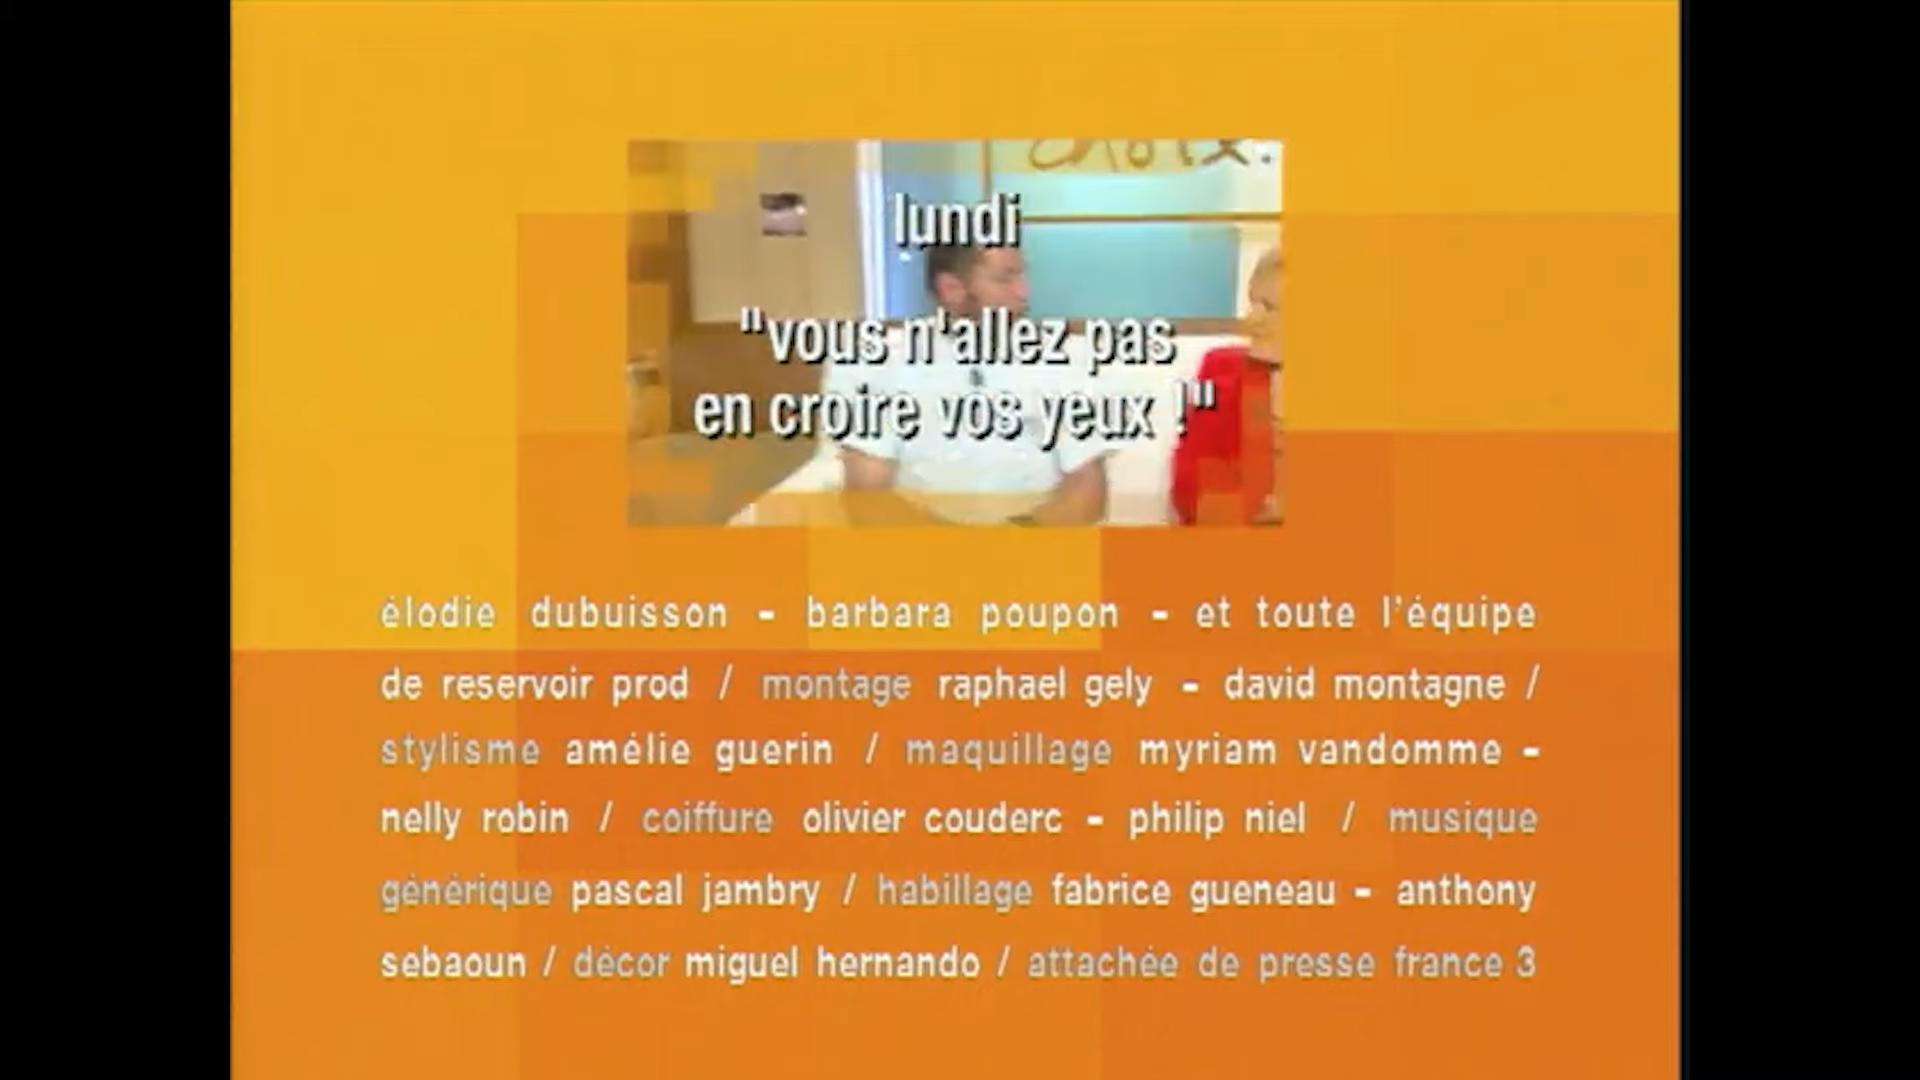 choix.
lundi
"vous n'allez pas
en croire vos yeux !"
élodie dubuisson - barbara poupon - et toute l'équipe
de reservoir prod / montage raphael gely - david montagne /
stylisme amélie guerin / maquillage myriam vandomme -
nelly robin / coiffure olivier couderc - philip niel / musique
générique pascal jambry / habillage fabrice gueneau - anthony
sebaoun / décor miguel hernando / attachée de presse france 3